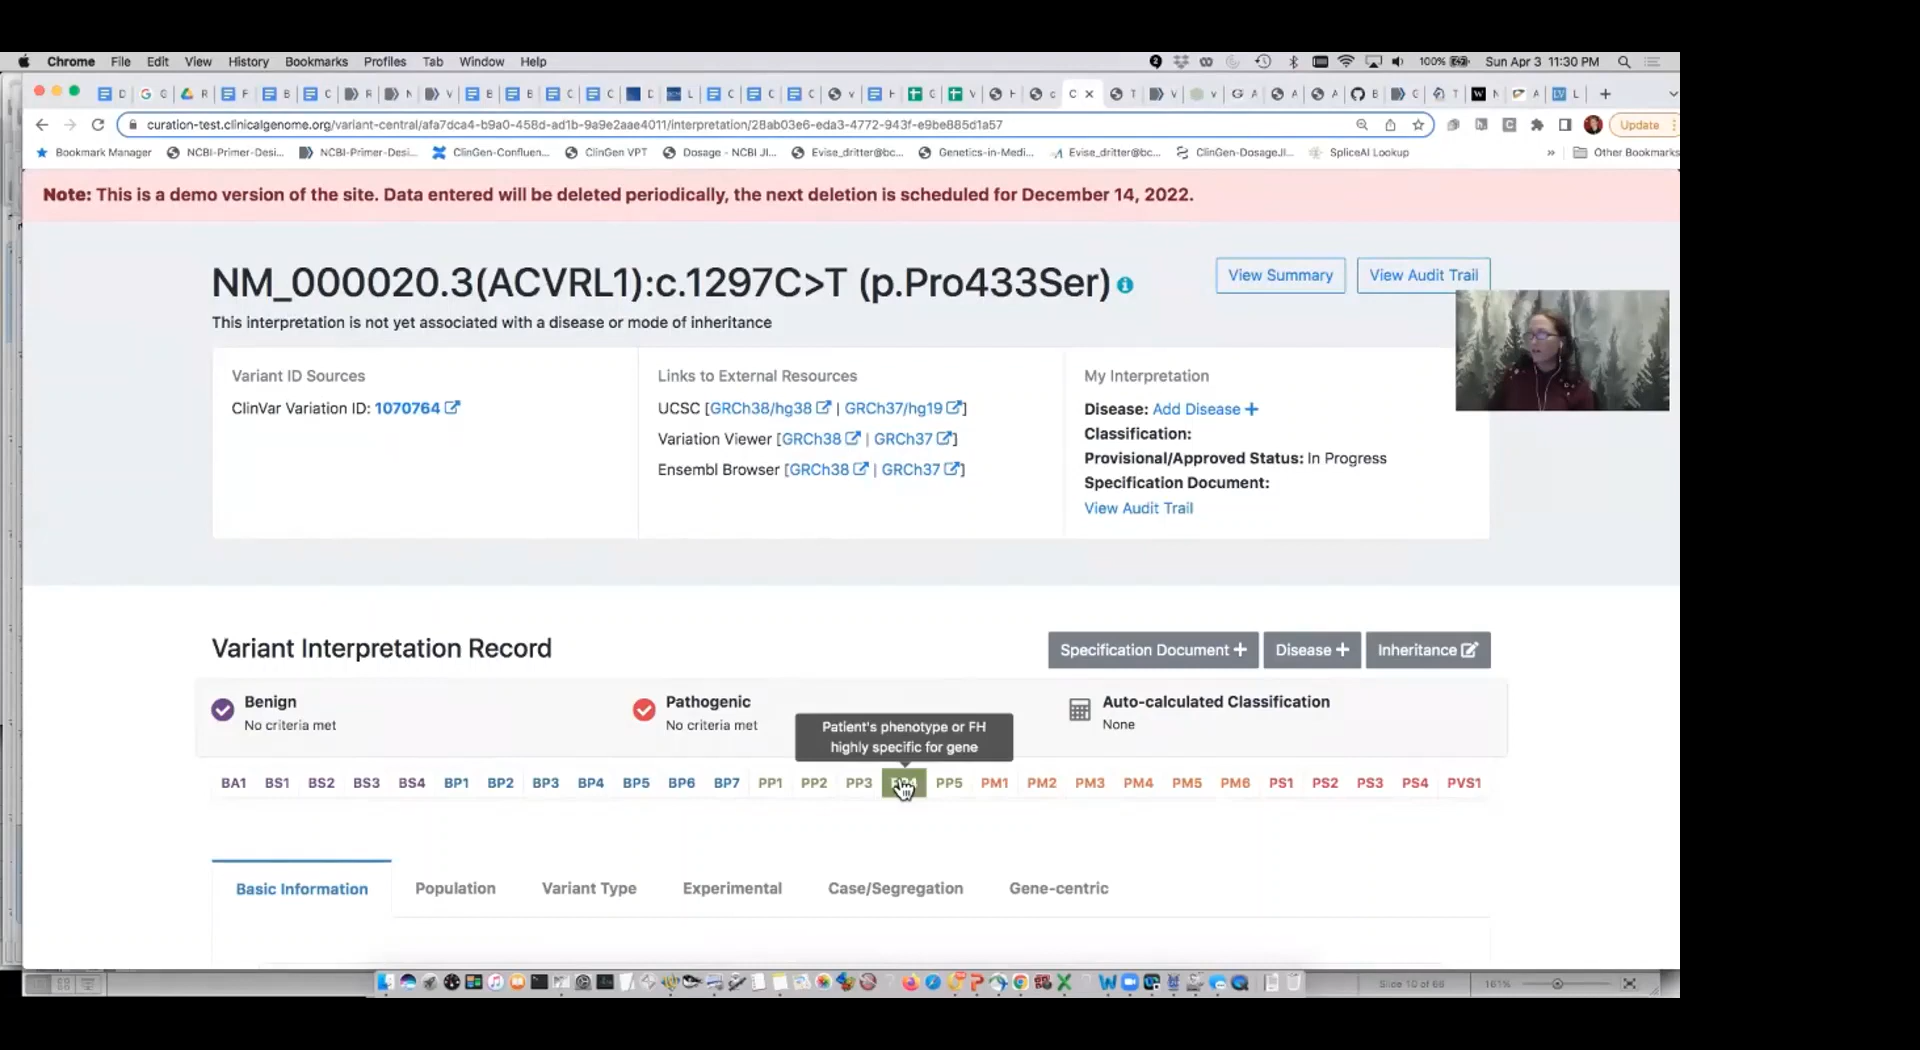 Chrome File Edit View History Bookmarks Profiles Tab Window Help
100% Sun Apr 3 11:30 PM
curation-test.clinicalgenome.org/variant-central/afa7dca4-b9a0-458d-ad1b-9a9e2aae4011/interpretation/28ab03e6-eda3-4772-943f-e9be885d1a57
Update
Bookmark Manager NCBI-Primer-Desi... NCBI-Primer-Desi... ClinGen-Confluen... ClinGen VPT Dosage - NCBI JI... Evise_dritter@bc... Genetics-in-Medi... Evise_dritter@bc... ClinGen-DosageJI... SpliceAI Lookup » Other Bookmarks
Note: This is a demo version of the site. Data entered will be deleted periodically, the next deletion is scheduled for December 14, 2022.
NM_000020.3(ACVRL1):c.1297C>T (p.Pro433Ser)
View Summary View Audit Trail
This interpretation is not yet associated with a disease or mode of inheritance
Variant ID Sources
ClinVar Variation ID: 1070764
Links to External Resources
UCSC [GRCh38/hg38 | GRCh37/hg19]
Variation Viewer [GRCh38 | GRCh37]
Ensembl Browser [GRCh38 | GRCh37]
My Interpretation
Disease: Add Disease +
Classification:
Provisional/Approved Status: In Progress
Specification Document:
View Audit Trail
Variant Interpretation Record
Specification Document + Disease + Inheritance
Benign
No criteria met
Pathogenic
No criteria met
Auto-calculated Classification
None
Patient's phenotype or FH
highly specific for gene
BA1 BS1 BS2 BS3 BS4 BP1 BP2 BP3 BP4 BP5 BP6 BP7 PP1 PP2 PP3 PP4 PP5 PM1 PM2 PM3 PM4 PM5 PM6 PS1 PS2 PS3 PS4 PVS1
Basic Information Population Variant Type Experimental Case/Segregation Gene-centric
161%